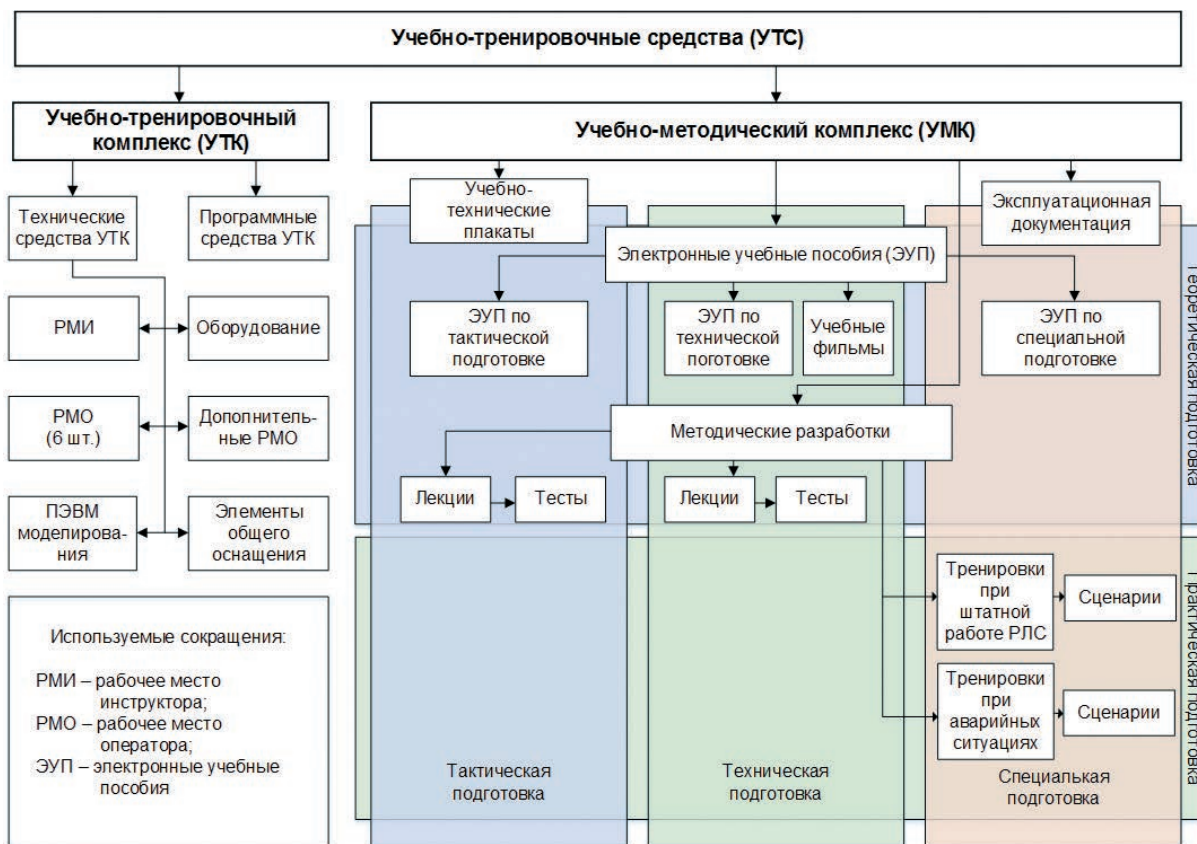 Учебно-тренировочные средства (УТС)
Учебно-тренировочный
комплекс (УТК)
Учебно-методический комплекс (УМК)
Технические
средства УТК
Программные
средства УТК
Учебно-
технические
плакаты
Эксплуатационная
документация
Электронные учебные пособия (ЭУП)
РМИ
Оборудование
ЭУП по
тактической
подготовке
ЭУП по
технической
поготовке
Учебные
фильмы
ЭУП по
специальной
подготовке
Теоретическая подготовка
РМО
(6 шт.)
Дополнитель-
ные РМО
Методические разработки
Лекции
Тесты
Лекции
Тесты
ПЭВМ
моделирова-
ния
Элементы
общего
оснащения
Тренировки
при
штатной
работе РЛС
Сценарии
Тренировки
при
аварийных
ситуациях
Сценарии
Практическая подготовка
Используемые сокращения:
РМИ – рабочее место
инструктора;
РМО – рабочее место
оператора;
ЭУП – электронные учебные
пособия
Тактическая
подготовка
Техническая
подготовка
Специалькая
подготовка